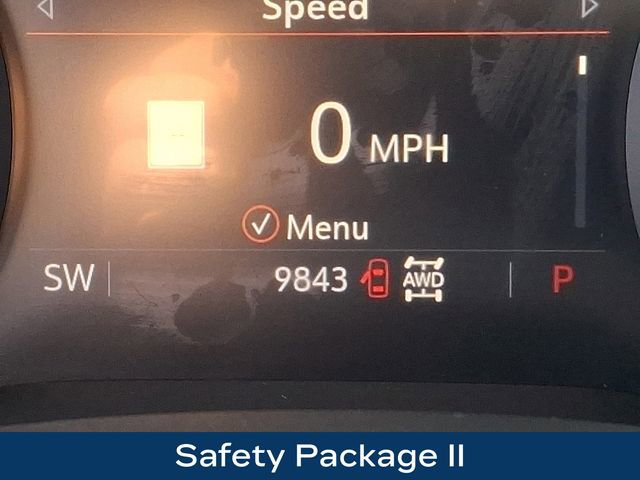 Speed
0 MPH
Menu
SW 9843 AWD P
Safety Package II